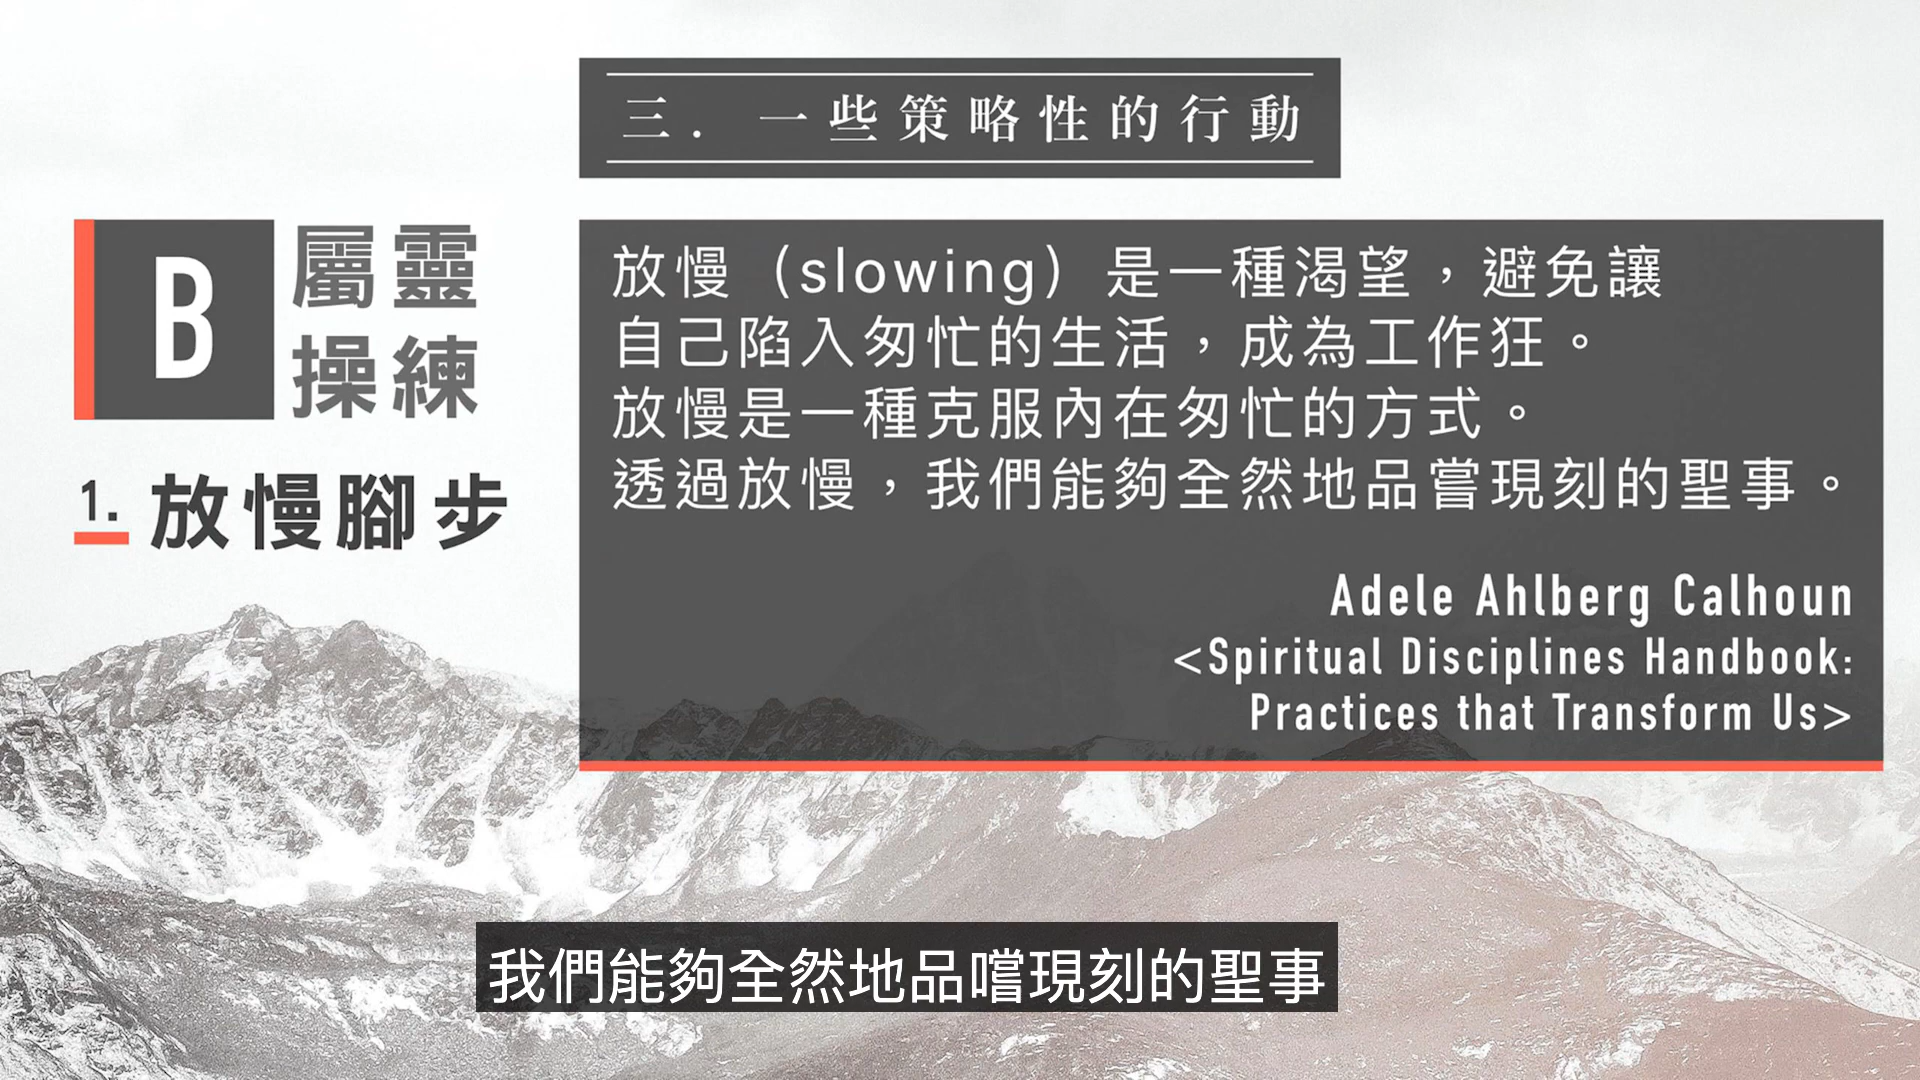 三. 一些策略性的行動
B
屬靈
操練
1. 放慢腳步
放慢（slowing）是一種渴望，避免讓
自己陷入匆忙的生活，成為工作狂。
放慢是一種克服內在匆忙的方式。
透過放慢，我們能夠全然地品嘗現刻的聖事。
Adele Ahlberg Calhoun
<Spiritual Disciplines Handbook:
Practices that Transform Us>
我們能夠全然地品嚐現刻的聖事